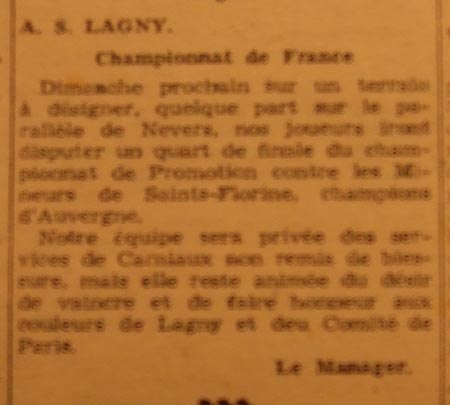 A. S. LAGNY.
Championnat de France
Dimanche prochain sur un terrain
à désigner, quelque part sur le pa-
rallèle de Nevers, nos joueurs iront
disputer un quart de finale du cham-
pionnat de Promotion contre les Mi-
neurs de Sainte-Florine, champions
d'Auvergne.
Notre équipe sera privée des ser-
vices de Carniaux non remis de bles-
sure, mais elle reste animée du désir
de vaincre et de faire honneur aux
couleurs de Lagny et deu Comité de
Paris.
Le Manager.